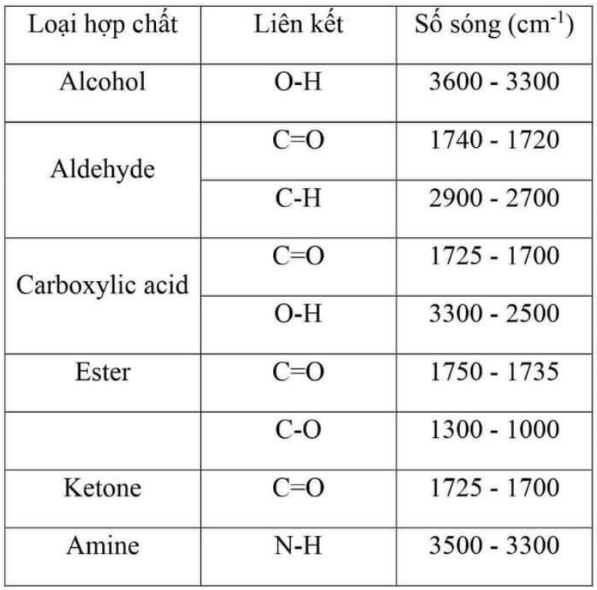 Loại hợp chất Liên kết Số sóng (cm⁻¹)
Alcohol O-H 3600 - 3300
Aldehyde C=O 1740 - 1720
C-H 2900 - 2700
Carboxylic acid C=O 1725 - 1700
O-H 3300 - 2500
Ester C=O 1750 - 1735
C-O 1300 - 1000
Ketone C=O 1725 - 1700
Amine N-H 3500 - 3300